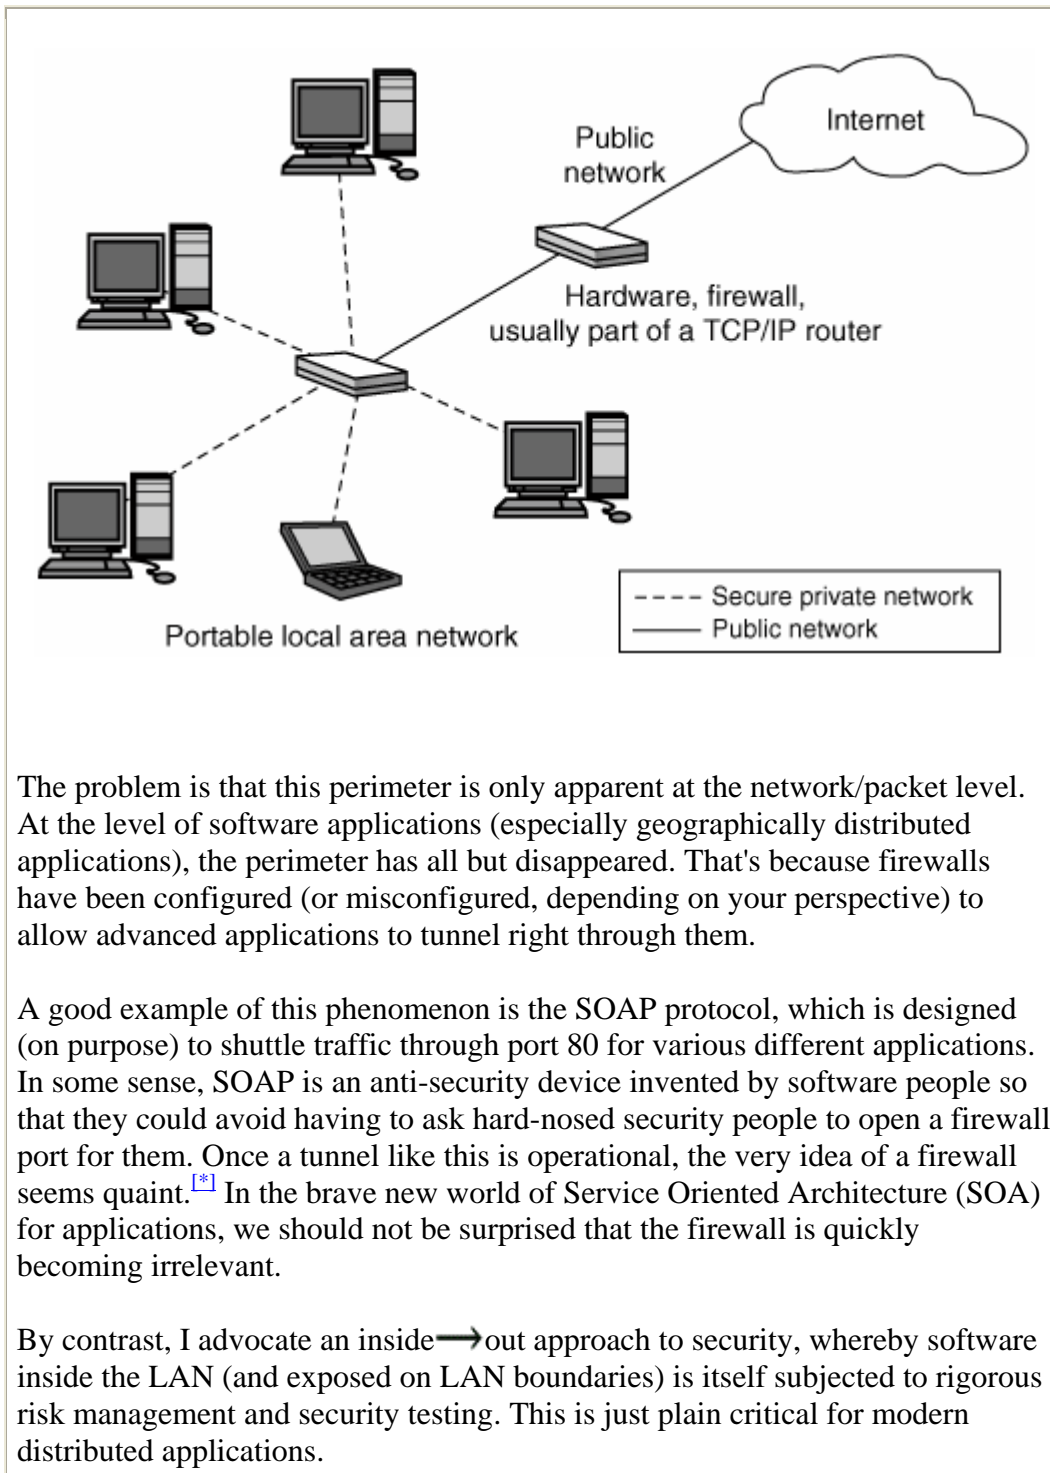 Internet
Public
network
Hardware, firewall,
usually part of a TCP/IP router
Portable local area network
Secure private network
Public network
The problem is that this perimeter is only apparent at the network/packet level.
At the level of software applications (especially geographically distributed
applications), the perimeter has all but disappeared. That's because firewalls
have been configured (or misconfigured, depending on your perspective) to
allow advanced applications to tunnel right through them.
A good example of this phenomenon is the SOAP protocol, which is designed
(on purpose) to shuttle traffic through port 80 for various different applications.
In some sense, SOAP is an anti-security device invented by software people so
that they could avoid having to ask hard-nosed security people to open a firewall
port for them. Once a tunnel like this is operational, the very idea of a firewall
seems quaint.[*] In the brave new world of Service Oriented Architecture (SOA)
for applications, we should not be surprised that the firewall is quickly
becoming irrelevant.
By contrast, I advocate an inside→out approach to security, whereby software
inside the LAN (and exposed on LAN boundaries) is itself subjected to rigorous
risk management and security testing. This is just plain critical for modern
distributed applications.